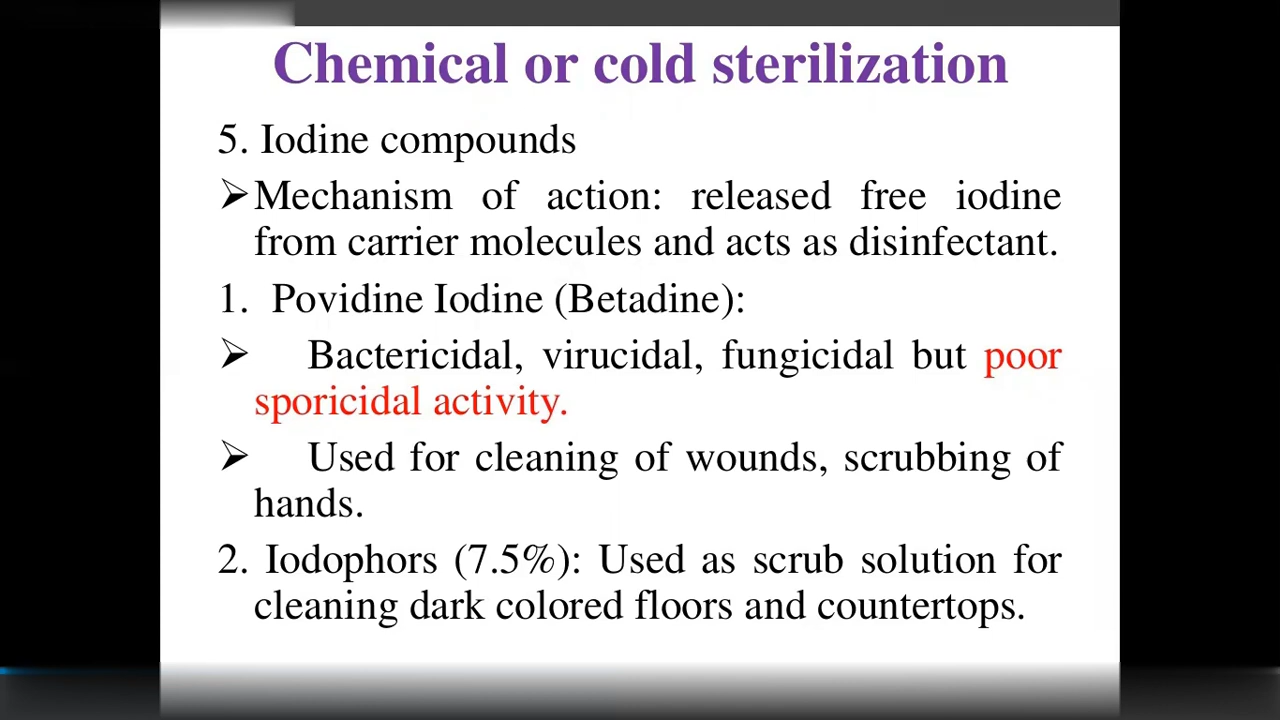 Chemical or cold sterilization
5. Iodine compounds
➢Mechanism of action: released free iodine
from carrier molecules and acts as disinfectant.
1. Povidine Iodine (Betadine):
➢ Bactericidal, virucidal, fungicidal but poor
sporicidal activity.
➢ Used for cleaning of wounds, scrubbing of
hands.
2. Iodophors (7.5%): Used as scrub solution for
cleaning dark colored floors and countertops.